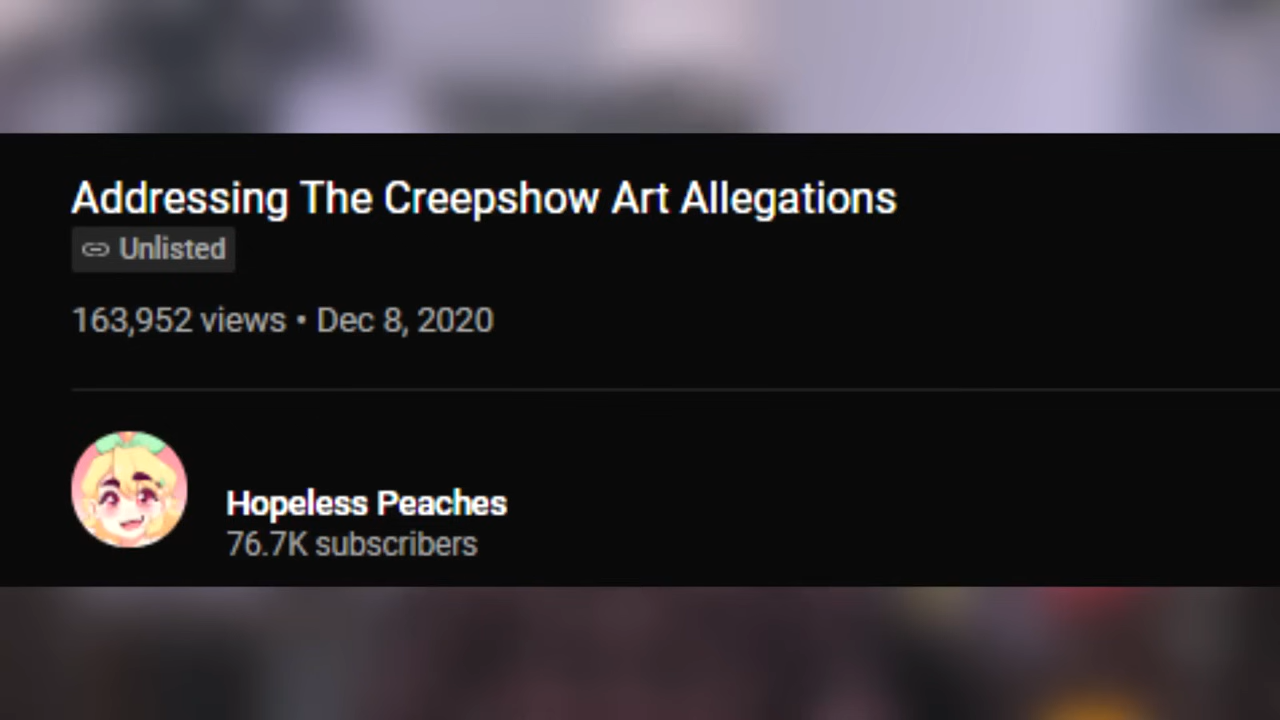 Addressing The Creepshow Art Allegations
Unlisted
163,952 views • Dec 8, 2020
Hopeless Peaches
76.7K subscribers